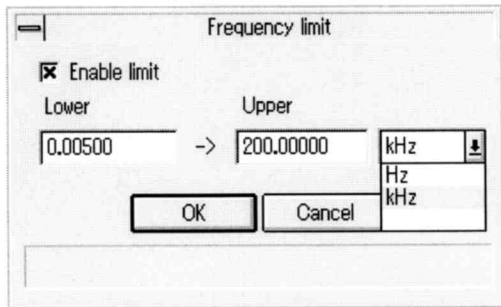 Frequency limit
Enable limit
Lower Upper
0.00500 -> 200.00000 kHz
Hz
kHz
OK Cancel